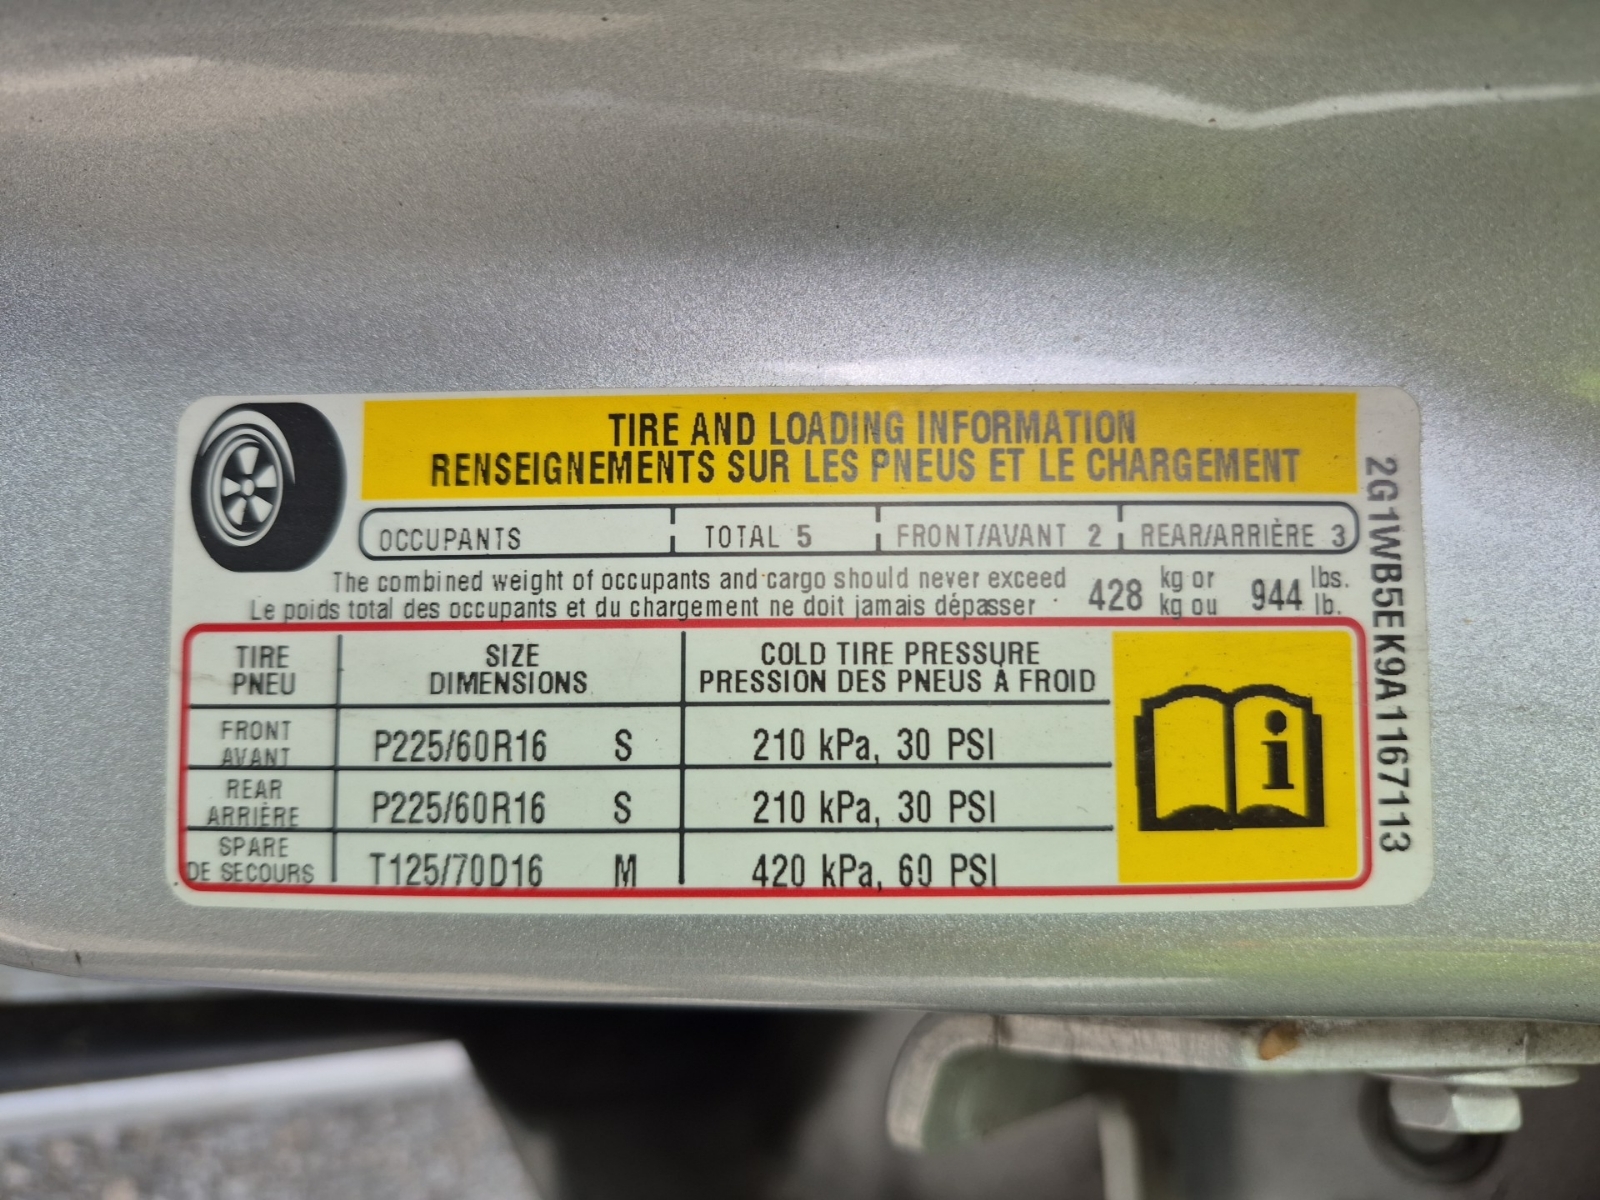 TIRE AND LOADING INFORMATION
RENSEIGNEMENTS SUR LES PNEUS ET LE CHARGEMENT
OCCUPANTS TOTAL 5 FRONT/AVANT 2 REAR/ARRIÈRE 3
The combined weight of occupants and cargo should never exceed 428 kg or 944 lbs.
Le poids total des occupants et du chargement ne doit jamais dépasser kg ou lb.
TIRE SIZE COLD TIRE PRESSURE
PNEU DIMENSIONS PRESSION DES PNEUS À FROID
FRONT
AVANT P225/60R16 S 210 kPa, 30 PSI
REAR
ARRIÈRE P225/60R16 S 210 kPa, 30 PSI
SPARE
DE SECOURS T125/70D16 M 420 kPa, 60 PSI
i
2G1WB5EK9A1167113